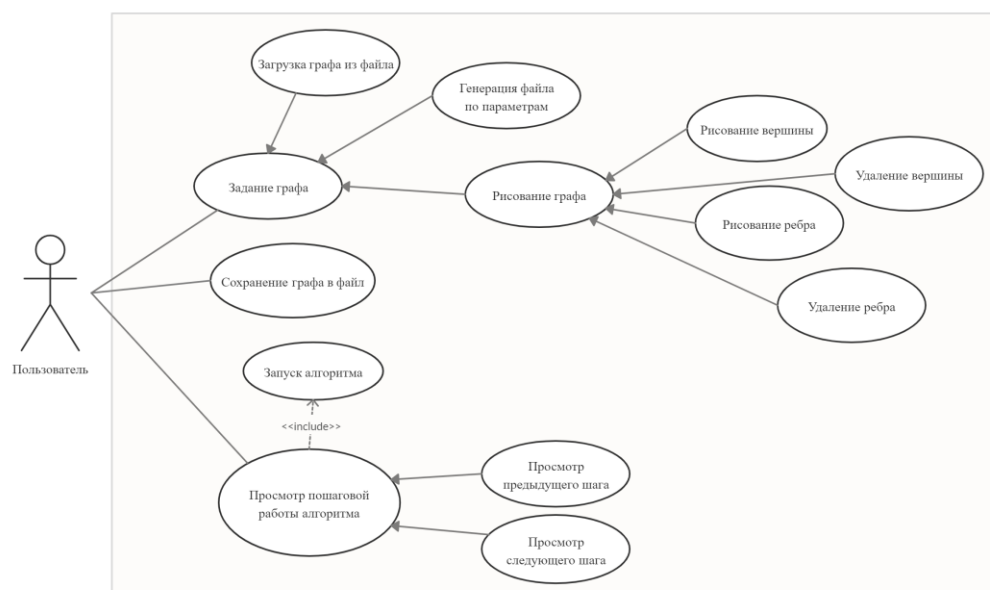 Загрузка графа из файла
Генерация файла
по параметрам
Рисование вершины
Удаление вершины
Задание графа
Рисование графа
Рисование ребра
Сохранение графа в файл
Удаление ребра
Пользователь
Запуск алгоритма
<<include>>
Просмотр
предыдущего шага
Просмотр пошаговой
работы алгоритма
Просмотр
следующего шага